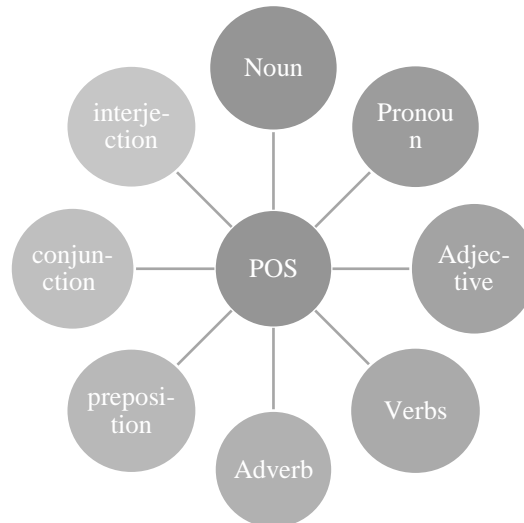 Noun
Pronou
n
Adjec-
tive
Verbs
Adverb
preposi-
tion
conjun-
ction
interje-
ction
POS